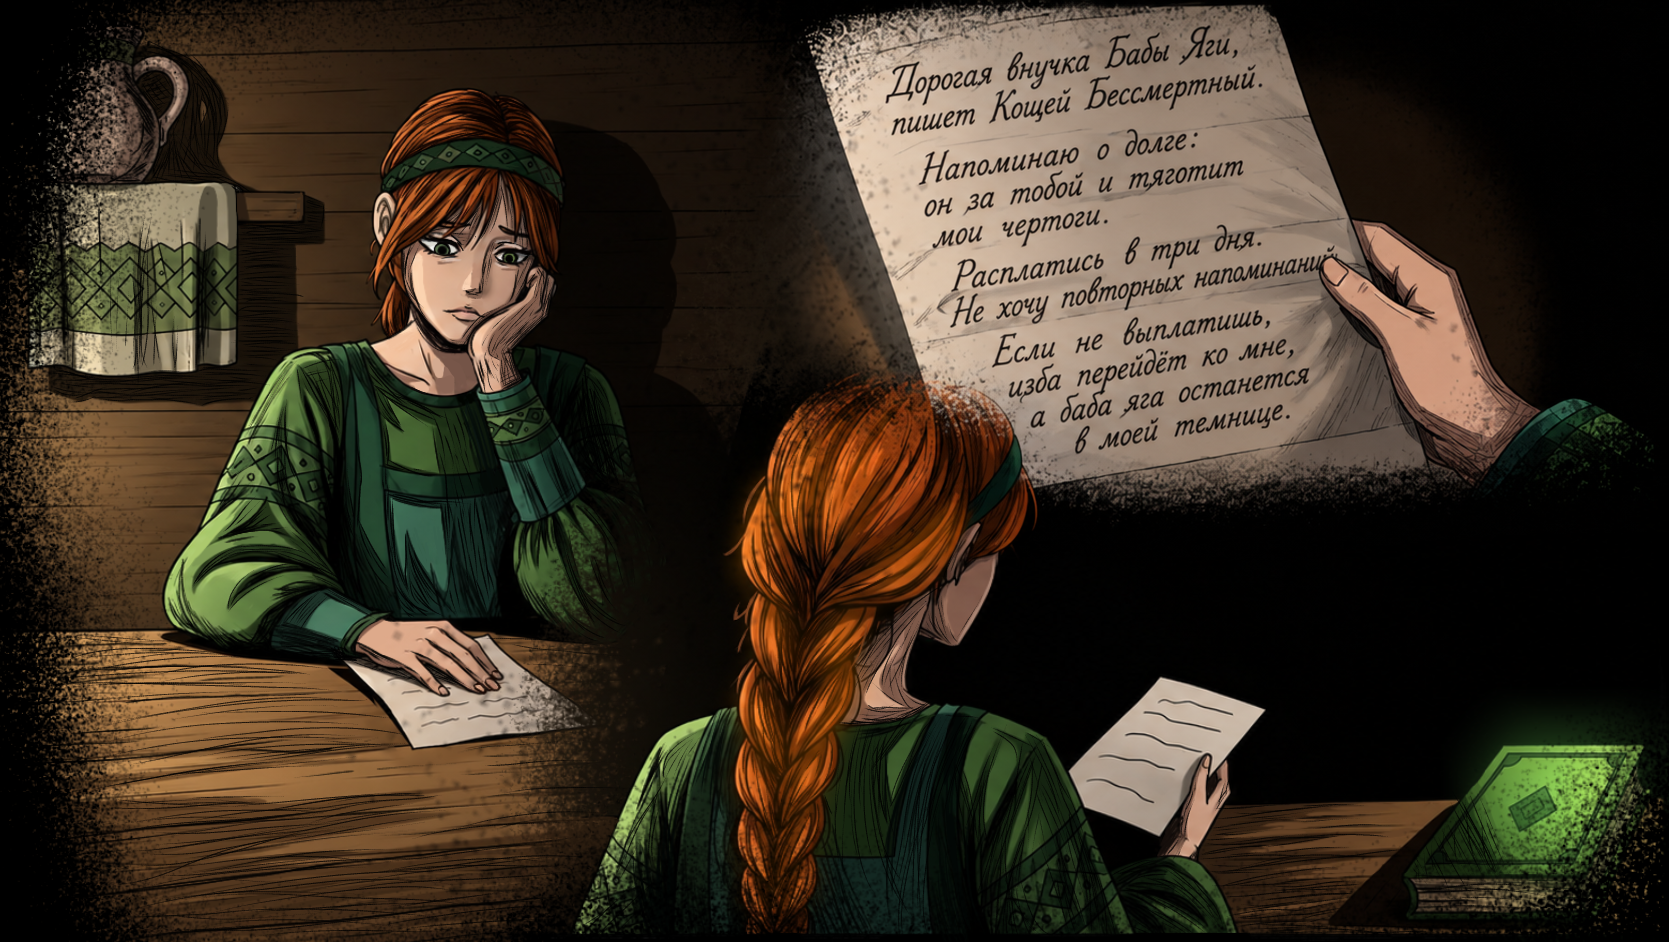 Дорогая внучка Бабы Яги,
пишет Кощей Бессмертный.
Напоминаю о долге:
он за тобой и тяготит
мои чертоги.
Расплатись в три дня.
Не хочу повторных напоминаний.
Если не выплатишь,
изба перейдёт ко мне,
а баба яга останется
в моей темнице.